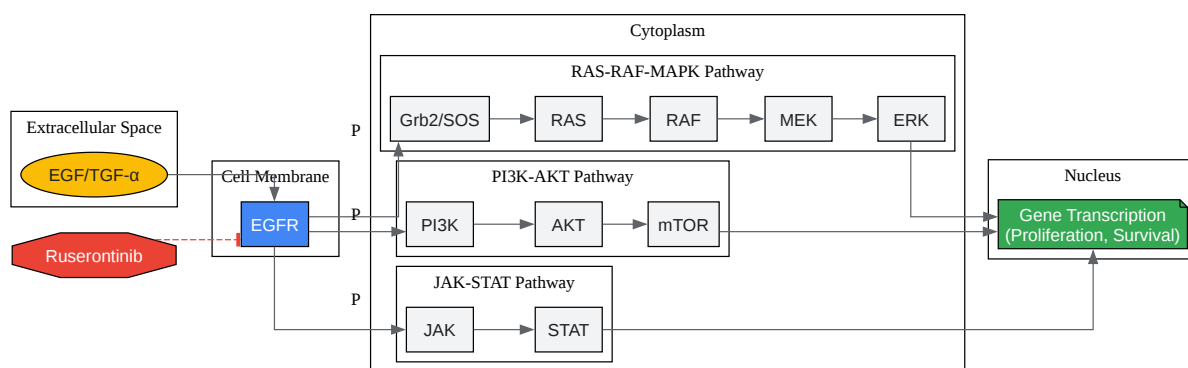 Cytoplasm
RAS-RAF-MAPK Pathway
Grb2/SOS
RAS
RAF
MEK
ERK
Extracellular Space
EGF/TGF-α
P
Cell Membrane
EGFR
Ruserontinib
P
PI3K-AKT Pathway
PI3K
AKT
mTOR
Nucleus
Gene Transcription
(Proliferation, Survival)
P
JAK-STAT Pathway
JAK
STAT